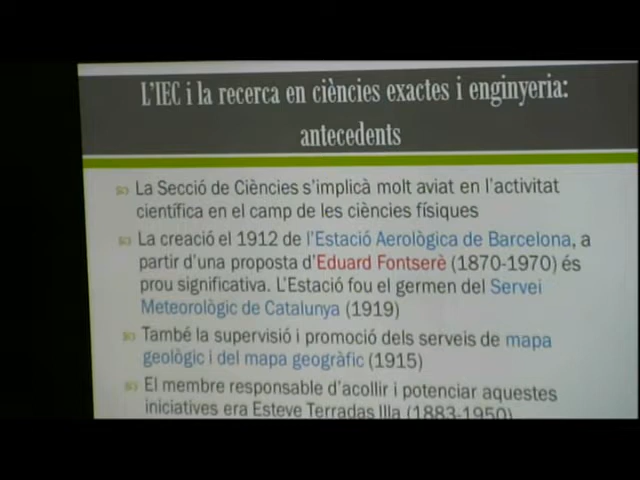 L'IEC i la recerca en ciències exactes i enginyeria:
antecedents
La Secció de Ciències s'implicà molt aviat en l'activitat
científica en el camp de les ciències físiques
La creació el 1912 de l'Estació Aerològica de Barcelona, a
partir d'una proposta d'Eduard Fontserè (1870-1970) és
prou significativa. L'Estació fou el germen del Servei
Meteorològic de Catalunya (1919)
També la supervisió i promoció dels serveis de mapa
geològic i del mapa geogràfic (1915)
El membre responsable d'acollir i potenciar aquestes
iniciatives era Esteve Terradas Illa (1883-1950)